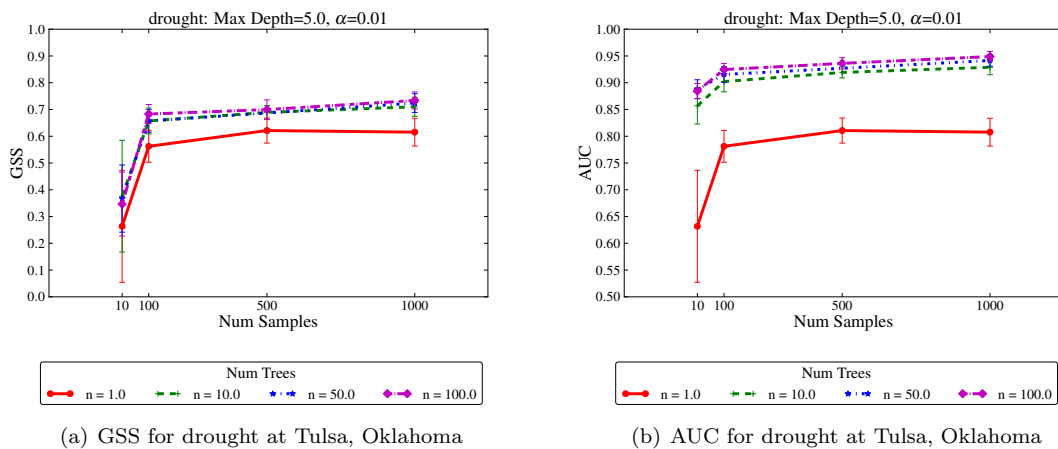 drought: Max Depth=5.0, α=0.01
1.0
0.9
0.8
0.7
0.6
0.5
0.4
0.3
0.2
0.1
0.0
GSS
10 100 500 1000
Num Samples
Num Trees
n = 1.0 n = 10.0 n = 50.0 n = 100.0
(a) GSS for drought at Tulsa, Oklahoma
drought: Max Depth=5.0, α=0.01
1.00
0.95
0.90
0.85
0.80
0.75
0.70
0.65
0.60
0.55
0.50
AUC
10 100 500 1000
Num Samples
Num Trees
n = 1.0 n = 10.0 n = 50.0 n = 100.0
(b) AUC for drought at Tulsa, Oklahoma